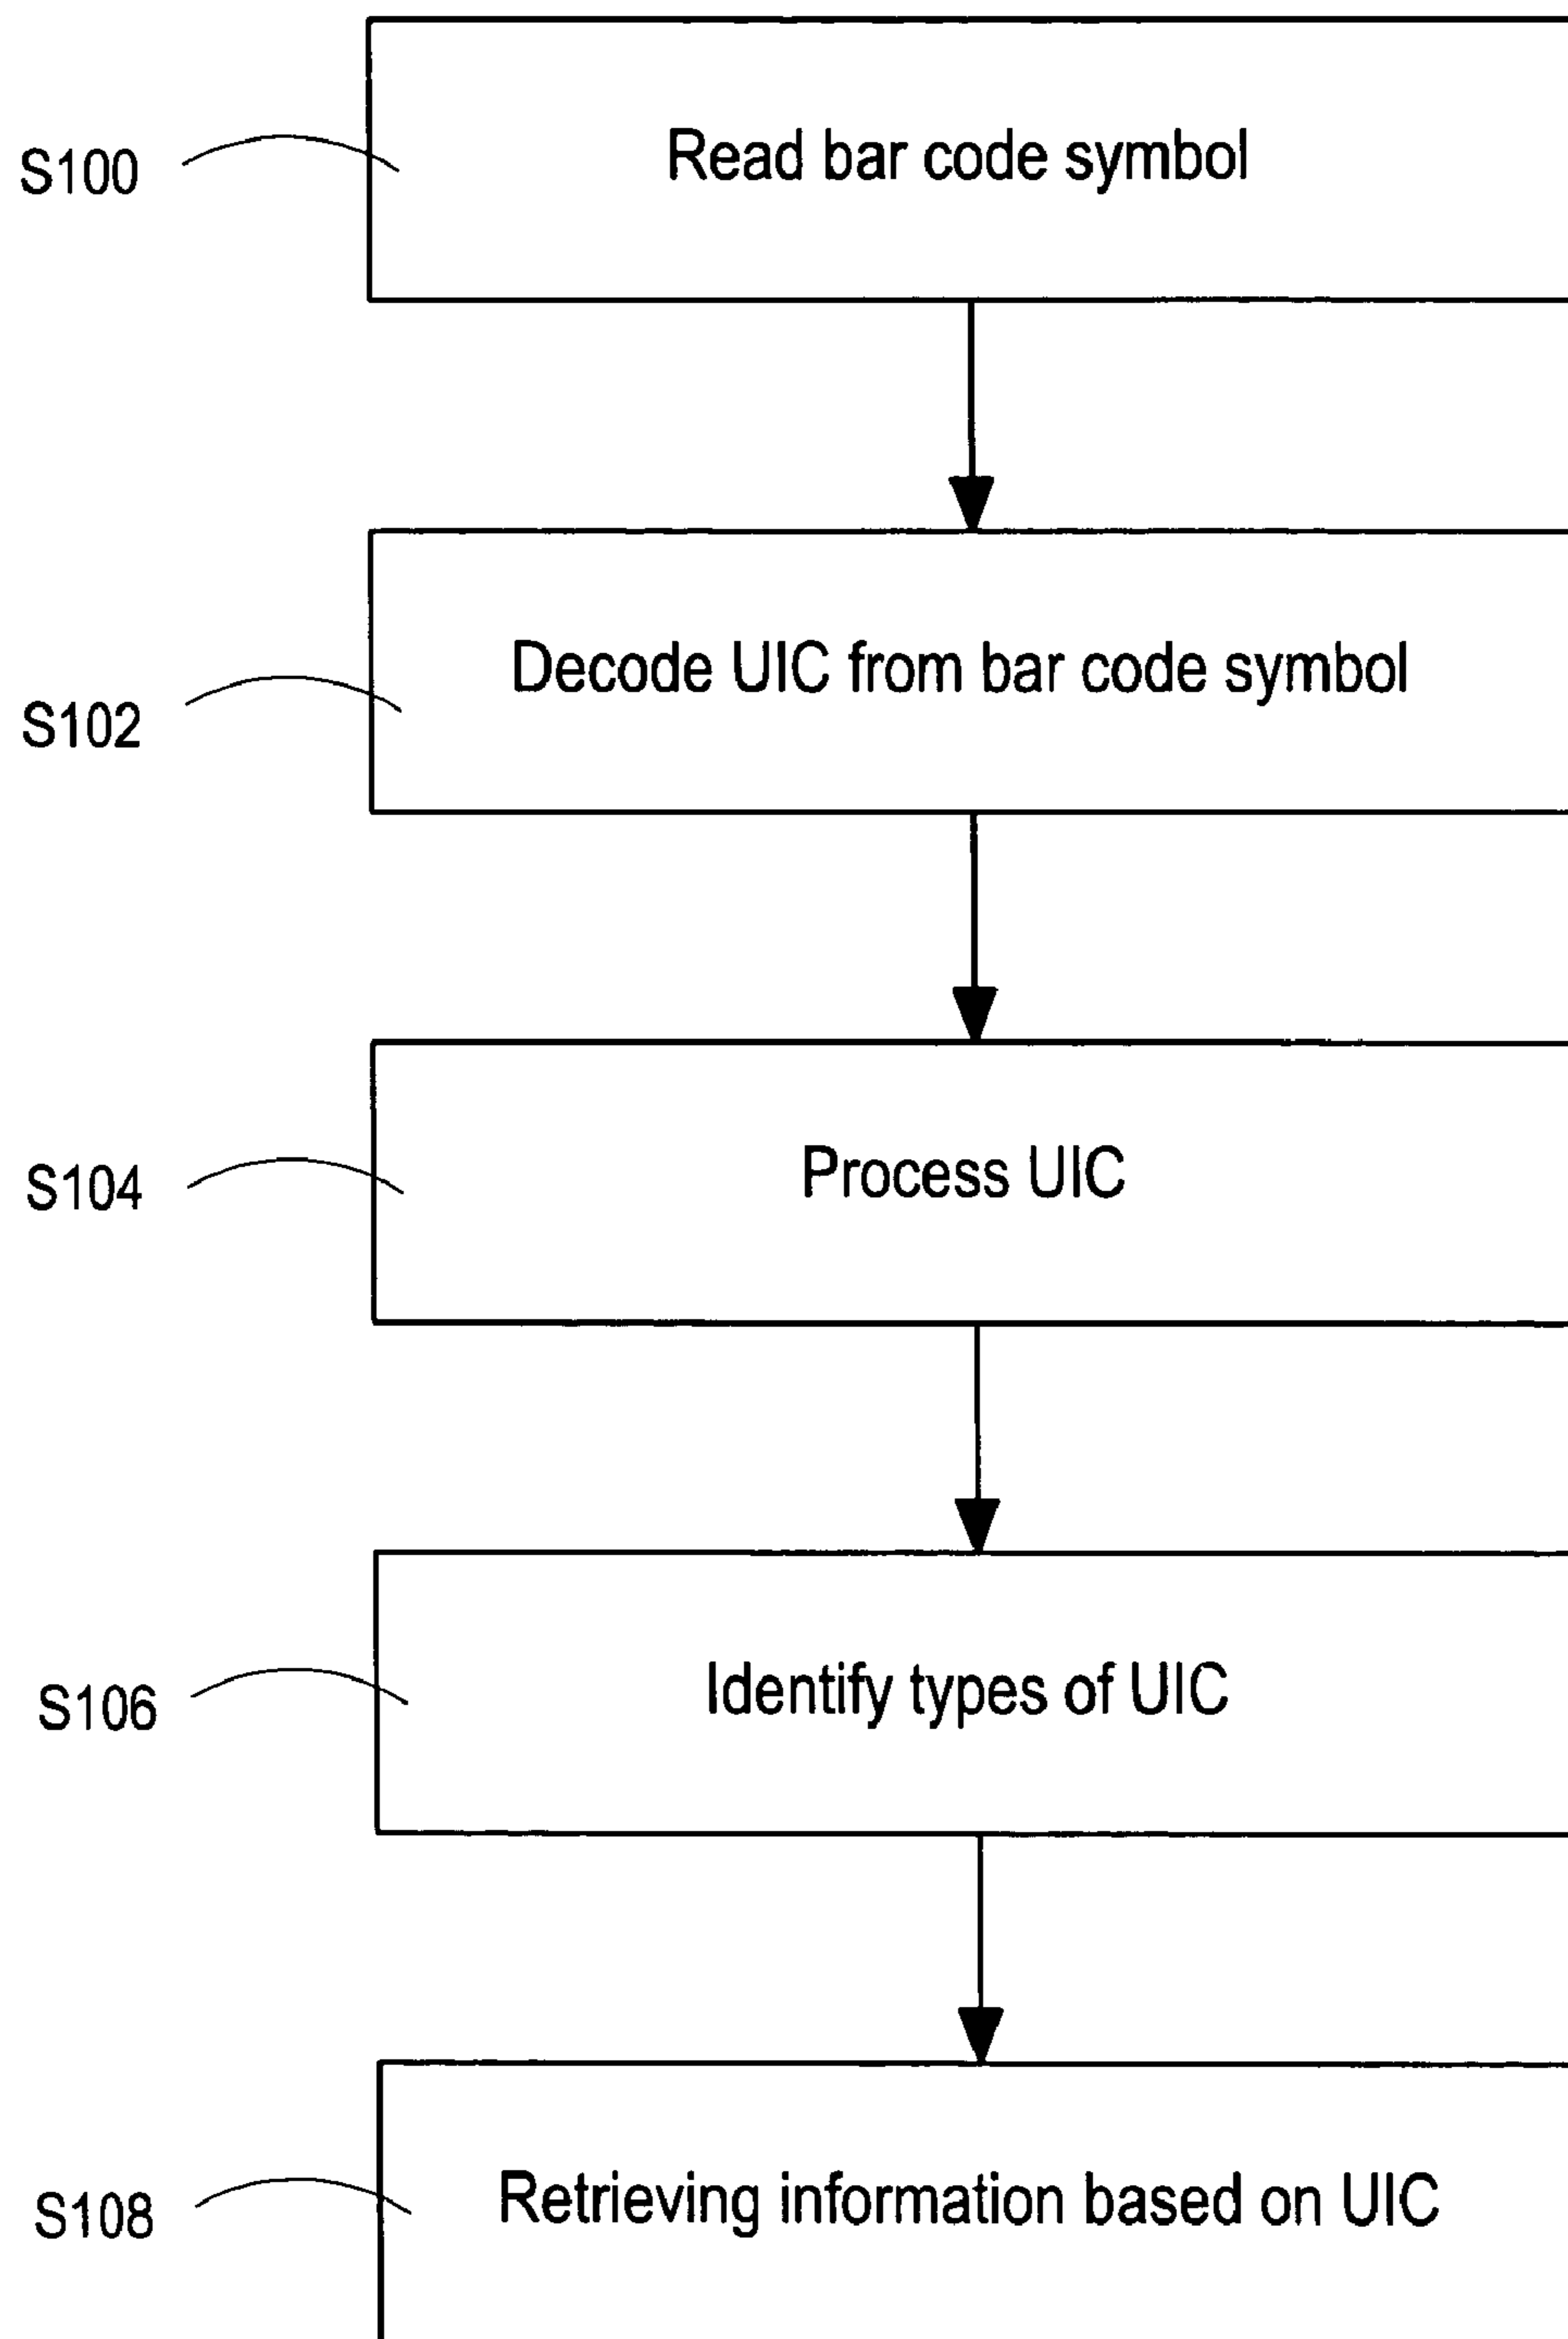 S100
Read bar code symbol
S102
Decode UIC from bar code symbol
S104
Process UIC
S106
Identify types of UIC
S108
Retrieving information based on UIC